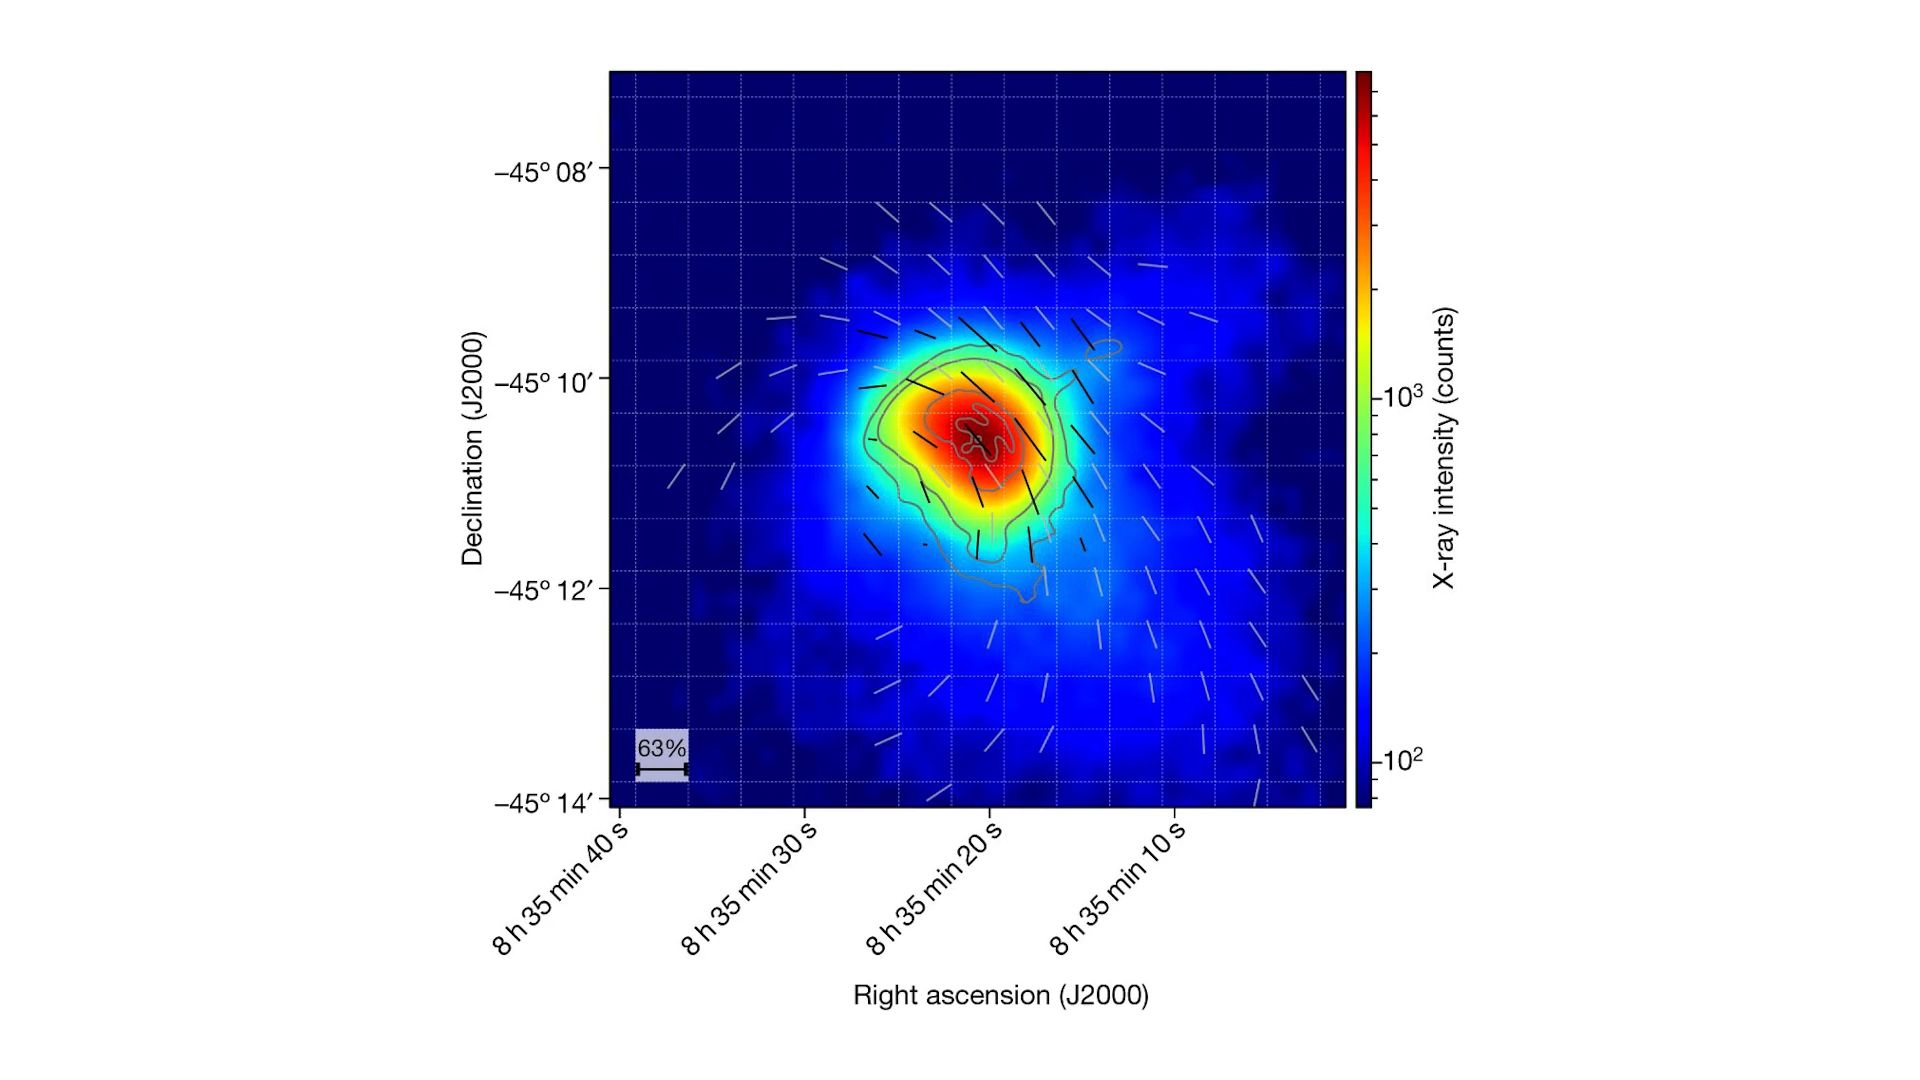 −45° 08′
−45° 10′
−45° 12′
−45° 14′
Declination (J2000)
63%
8 h 35 min 40 s
8 h 35 min 30 s
8 h 35 min 20 s
8 h 35 min 10 s
Right ascension (J2000)
10³
10²
X-ray intensity (counts)